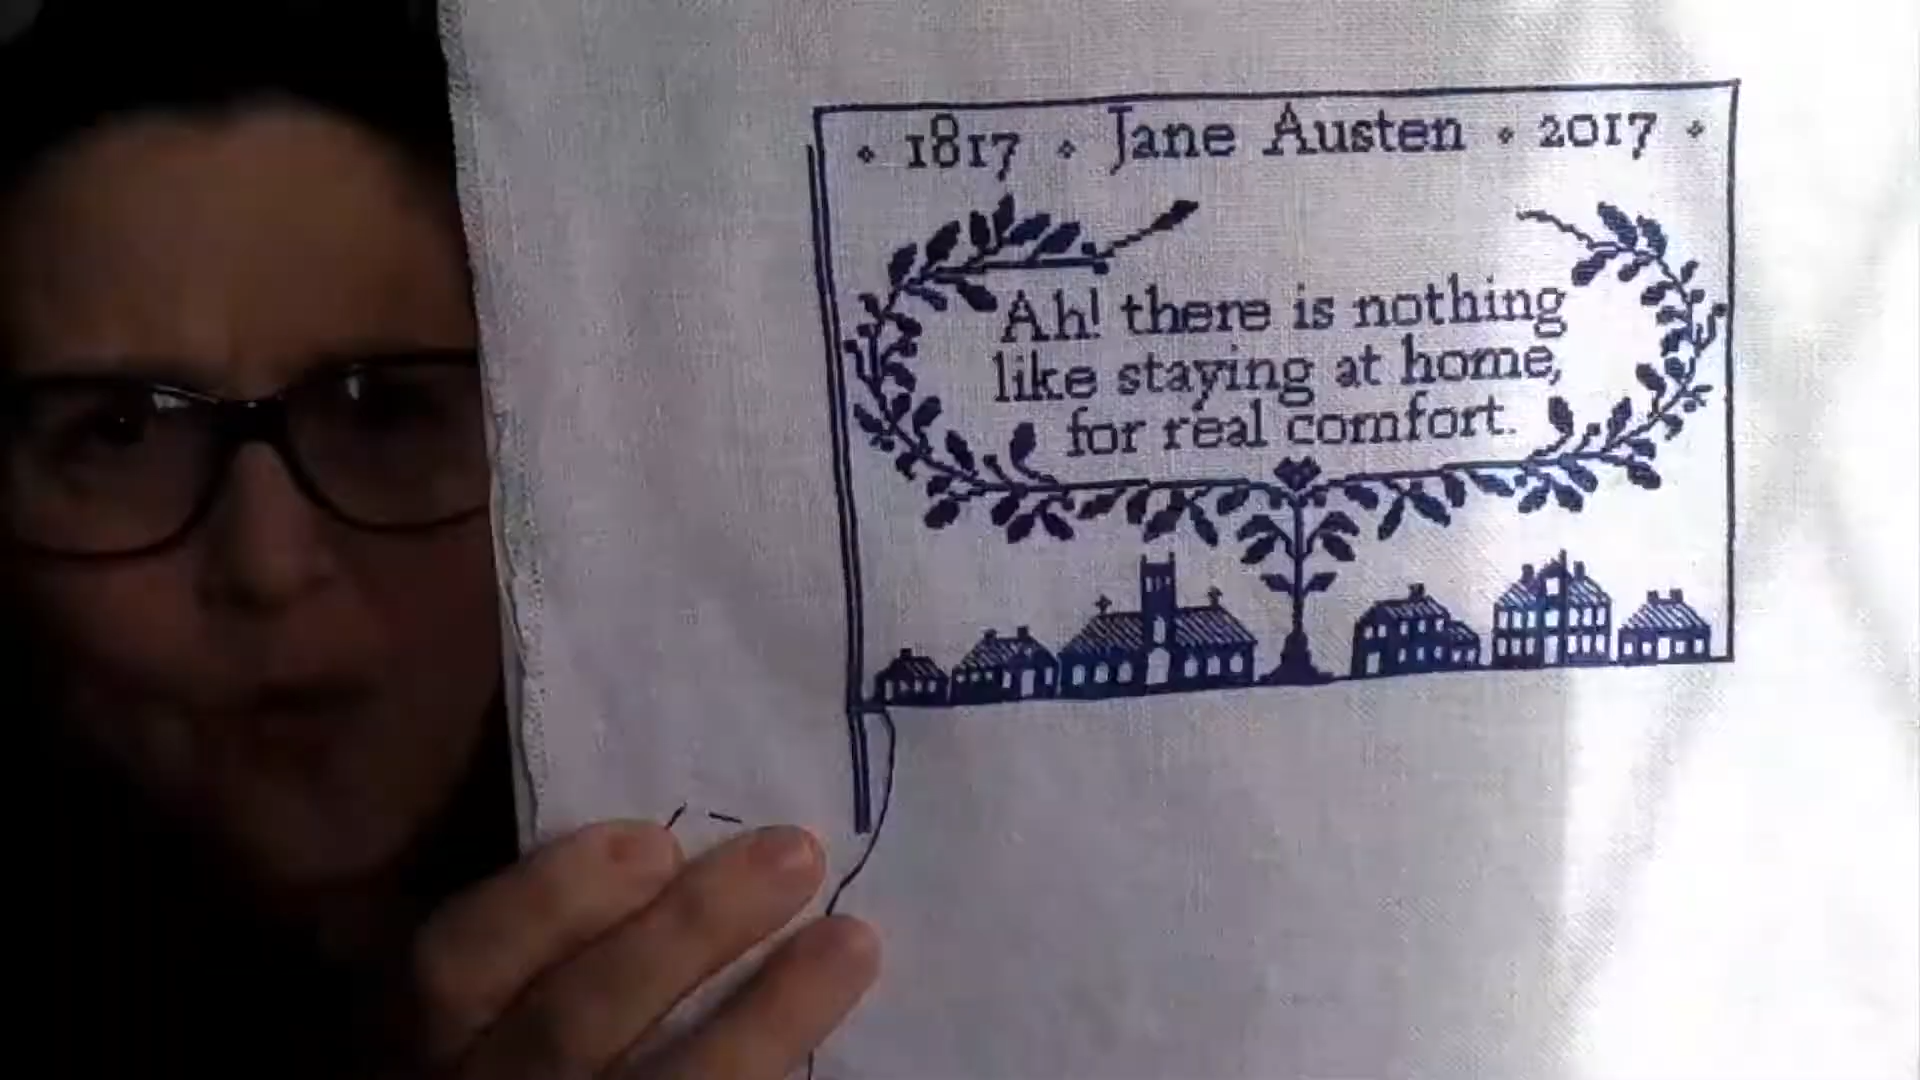 1817 Jane Austen 2017
Ah! there is nothing
like staying at home,
for real comfort.